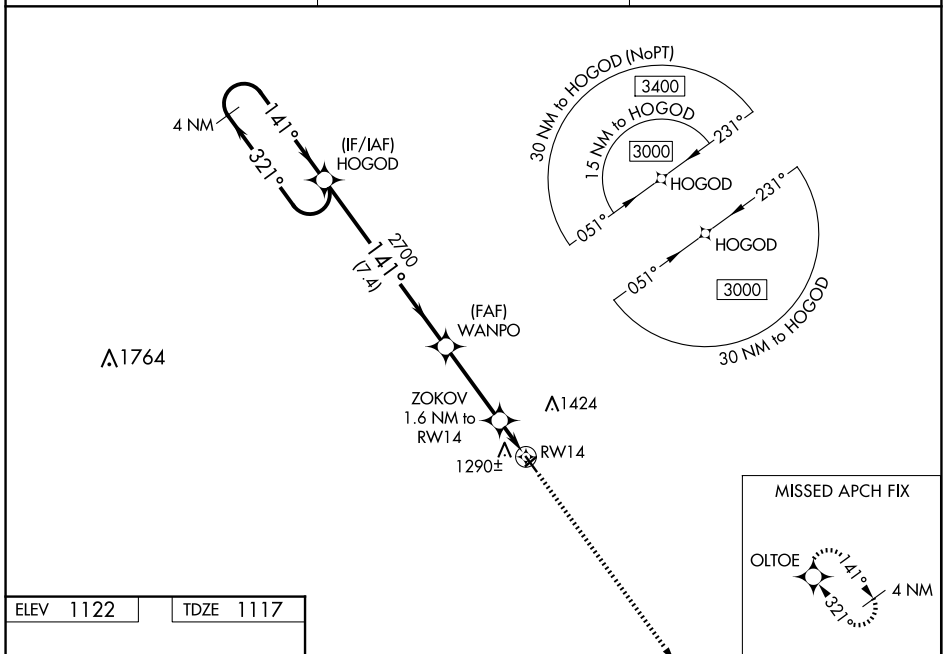 4 NM
141°
321°
(IF/IAF)
HOGOD
2700
141°
(7.4)
(FAF)
WANPO
ZOKOV
1.6 NM to
RW14
1764
1424
1290±
RW14
30 NM to HOGOD (NoPT)
3400
15 NM to HOGOD
3000
231°
HOGOD
051°
231°
HOGOD
051°
3000
30 NM to HOGOD
MISSED APCH FIX
OLTOE
141°
321°
4 NM
ELEV 1122
TDZE 1117